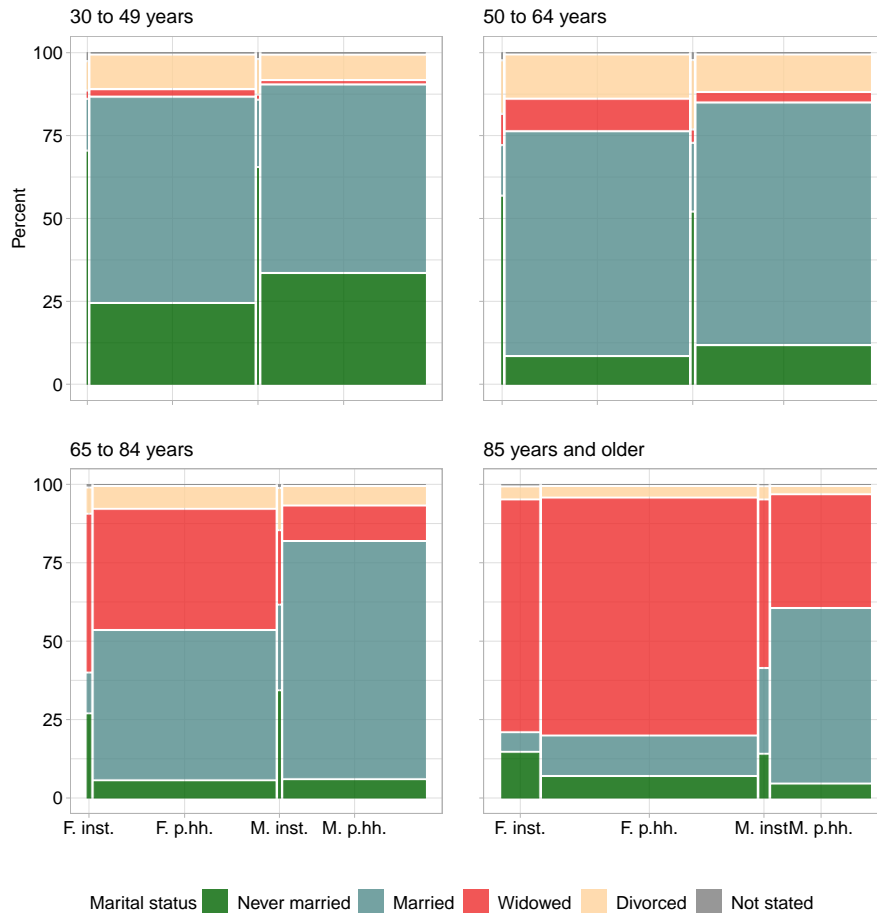 30 to 49 years
50 to 64 years
100
75
50
25
0
Percent
65 to 84 years
85 years and older
100
75
50
25
0
F. inst.
F. p.hh.
M. inst.
M. p.hh.
F. inst.
F. p.hh.
M. inst.
M. p.hh.
Marital status Never married Married Widowed Divorced Not stated